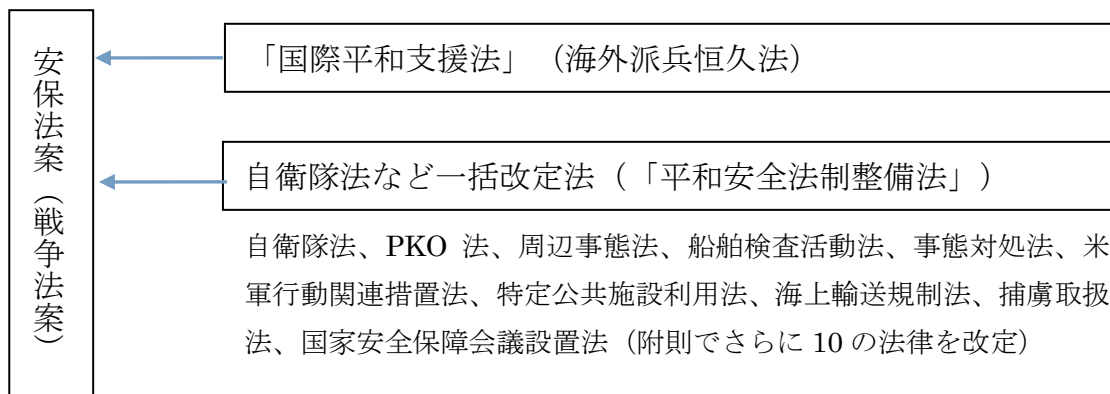 安保法案（戦争法案）
「国際平和支援法」（海外派兵恒久法）
自衛隊法など一括改定法（「平和安全法制整備法」）
自衛隊法、PKO 法、周辺事態法、船舶検査活動法、事態対処法、米
軍行動関連措置法、特定公共施設利用法、海上輸送規制法、捕虜取扱
法、国家安全保障会議設置法（附則でさらに 10 の法律を改定）